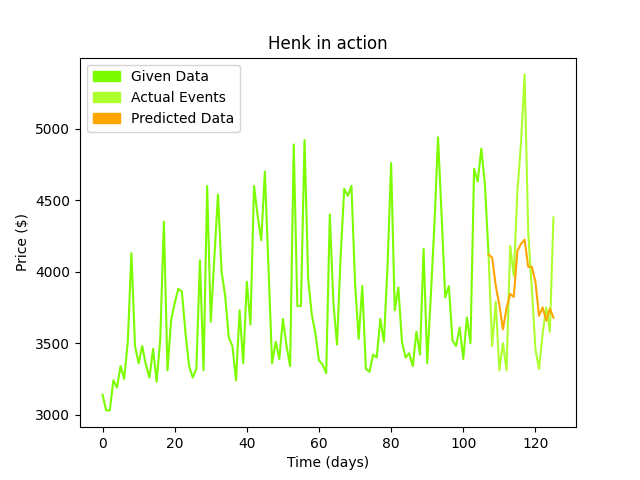 Henk in action
Given Data
Actual Events
Predicted Data
Price ($)
5000
4500
4000
3500
3000
0 20 40 60 80 100 120
Time (days)